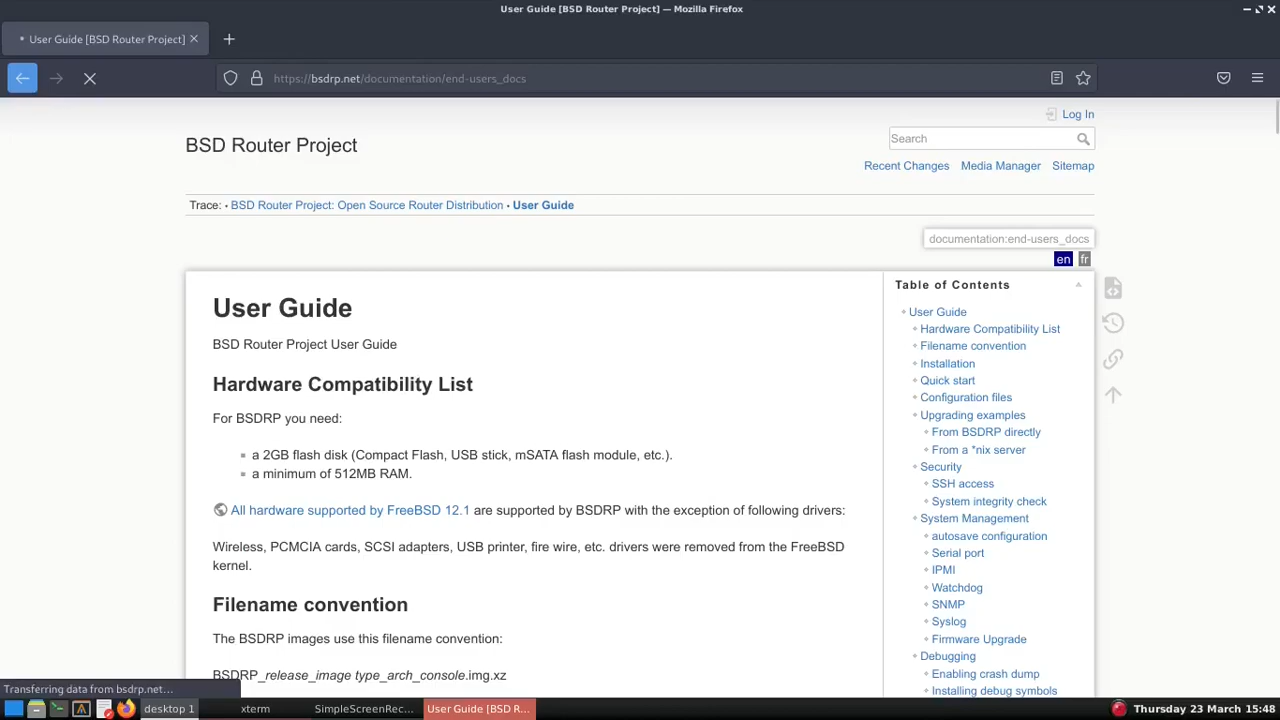 User Guide [BSD Router Project] — Mozilla Firefox
User Guide [BSD Router Project]
https://bsdrp.net/documentation/end-users_docs
Log In
BSD Router Project
Search
Recent Changes Media Manager Sitemap
Trace: • BSD Router Project: Open Source Router Distribution • User Guide
documentation:end-users_docs
en fr
User Guide
BSD Router Project User Guide
Hardware Compatibility List
For BSDRP you need:
a 2GB flash disk (Compact Flash, USB stick, mSATA flash module, etc.).
a minimum of 512MB RAM.
All hardware supported by FreeBSD 12.1 are supported by BSDRP with the exception of following drivers:
Wireless, PCMCIA cards, SCSI adapters, USB printer, fire wire, etc. drivers were removed from the FreeBSD
kernel.
Filename convention
The BSDRP images use this filename convention:
BSDRP_release_image type_arch_console.img.xz
Table of Contents
User Guide
Hardware Compatibility List
Filename convention
Installation
Quick start
Configuration files
Upgrading examples
From BSDRP directly
From a *nix server
Security
SSH access
System integrity check
System Management
autosave configuration
Serial port
IPMI
Watchdog
SNMP
Syslog
Firmware Upgrade
Debugging
Enabling crash dump
Installing debug symbols
Transferring data from bsdrp.net...
desktop 1 xterm SimpleScreenRec... User Guide [BSD R... Thursday 23 March 15:48